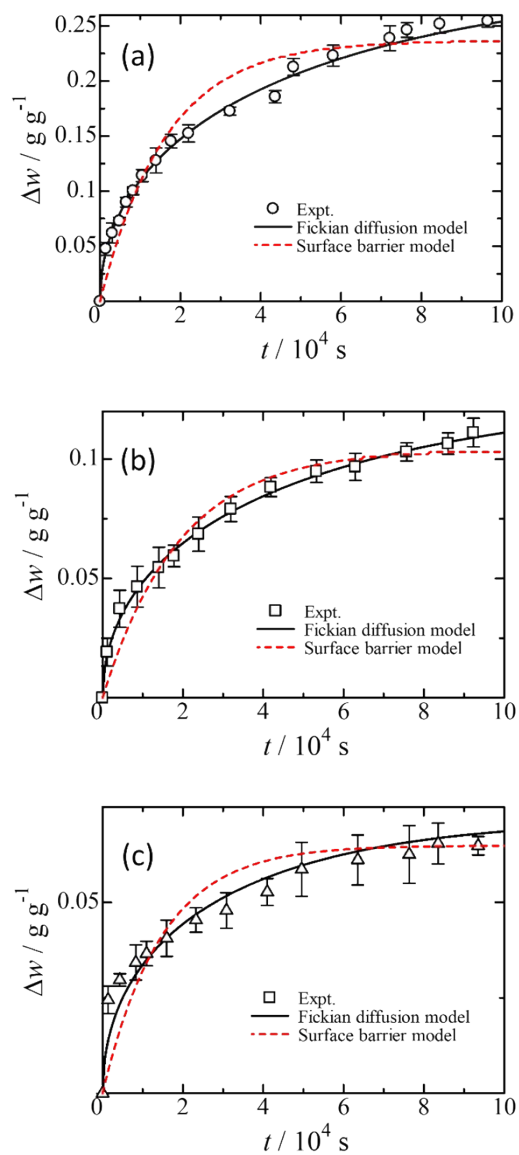 (a)
0.25
0.20
0.15
0.10
0.05
Δw / g g⁻¹
Expt.
Fickian diffusion model
Surface barrier model
0 2 4 6 8 10
t / 10⁴ s
(b)
0.1
0.05
Δw / g g⁻¹
Expt.
Fickian diffusion model
Surface barrier model
0 2 4 6 8 10
t / 10⁴ s
(c)
0.05
Δw / g g⁻¹
Expt.
Fickian diffusion model
Surface barrier model
0 2 4 6 8 10
t / 10⁴ s